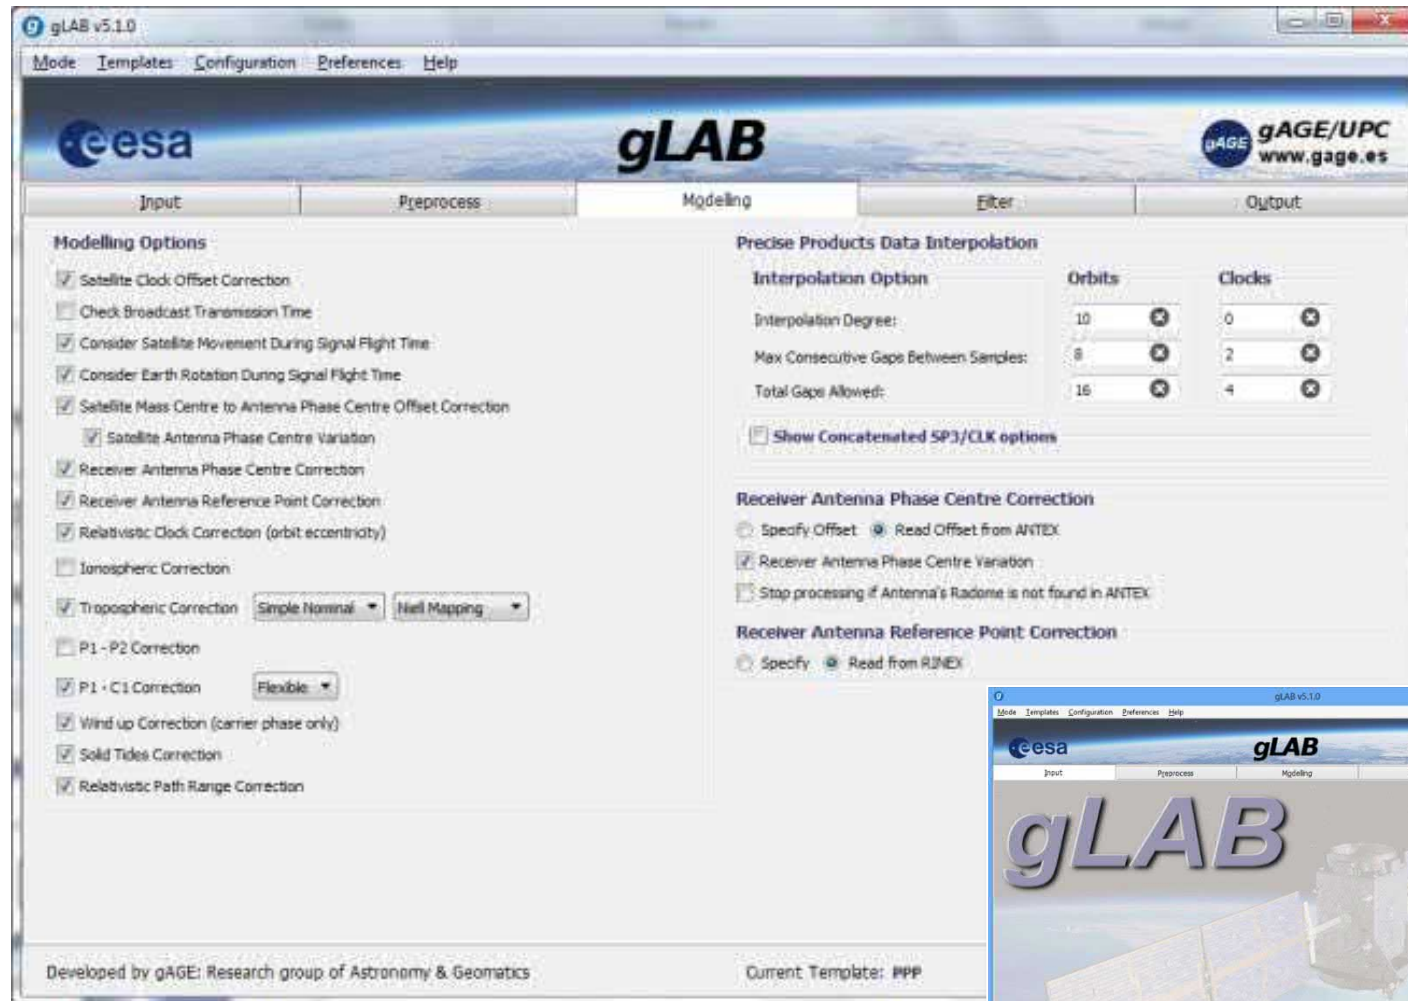 gLAB v5.1.0
Mode Templates Configuration Preferences Help
eesa
gLAB
gAGE
gAGE/UPC
www.gage.es
Input Preprocess Modeling Filter Output
Modelling Options
Satellite Clock Offset Correction
Check Broadcast Transmission Time
Consider Satellite Movement During Signal Flight Time
Consider Earth Rotation During Signal Flight Time
Satellite Mass Centre to Antenna Phase Centre Offset Correction
Satellite Antenna Phase Centre Variation
Receiver Antenna Phase Centre Correction
Receiver Antenna Reference Point Correction
Relativistic Clock Correction (orbit eccentricity)
Ionospheric Correction
Tropospheric Correction Simple Nominal Niell Mapping
P1 - P2 Correction
P1 - C1 Correction Flexible
Wind up Correction (carrier phase only)
Solid Tides Correction
Relativistic Path Range Correction
Precise Products Data Interpolation
Interpolation Option Orbits Clocks
Interpolation Degree: 10 0
Max Consecutive Gaps Between Samples: 8 2
Total Gaps Allowed: 16 4
Show Concatenated SP3/CLK options
Receiver Antenna Phase Centre Correction
Specify Offset Read Offset from ANTEX
Receiver Antenna Phase Centre Variation
Stop processing if Antenna's Radome is not found in ANTEX
Receiver Antenna Reference Point Correction
Specify Read from RINEX
Developed by gAGE: Research group of Astronomy & Geomatics
Current Template: PPP
gLAB v5.1.0
Mode Templates Configuration Preferences Help
eesa
gLAB
Input Preprocess Modeling
gLAB